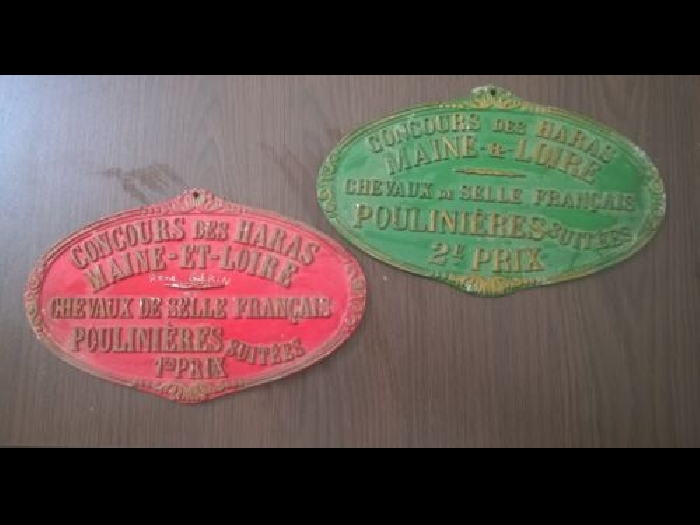 CONCOURS DES HARAS
MAINE-ET-LOIRE
CHEVAUX DE SELLE FRANÇAIS
POULINIÈRES SUITÉES
1ER PRIX
CONCOURS DES HARAS
MAINE-&-LOIRE
CHEVAUX DE SELLE FRANÇAIS
POULINIÈRES SUITÉES
2E PRIX